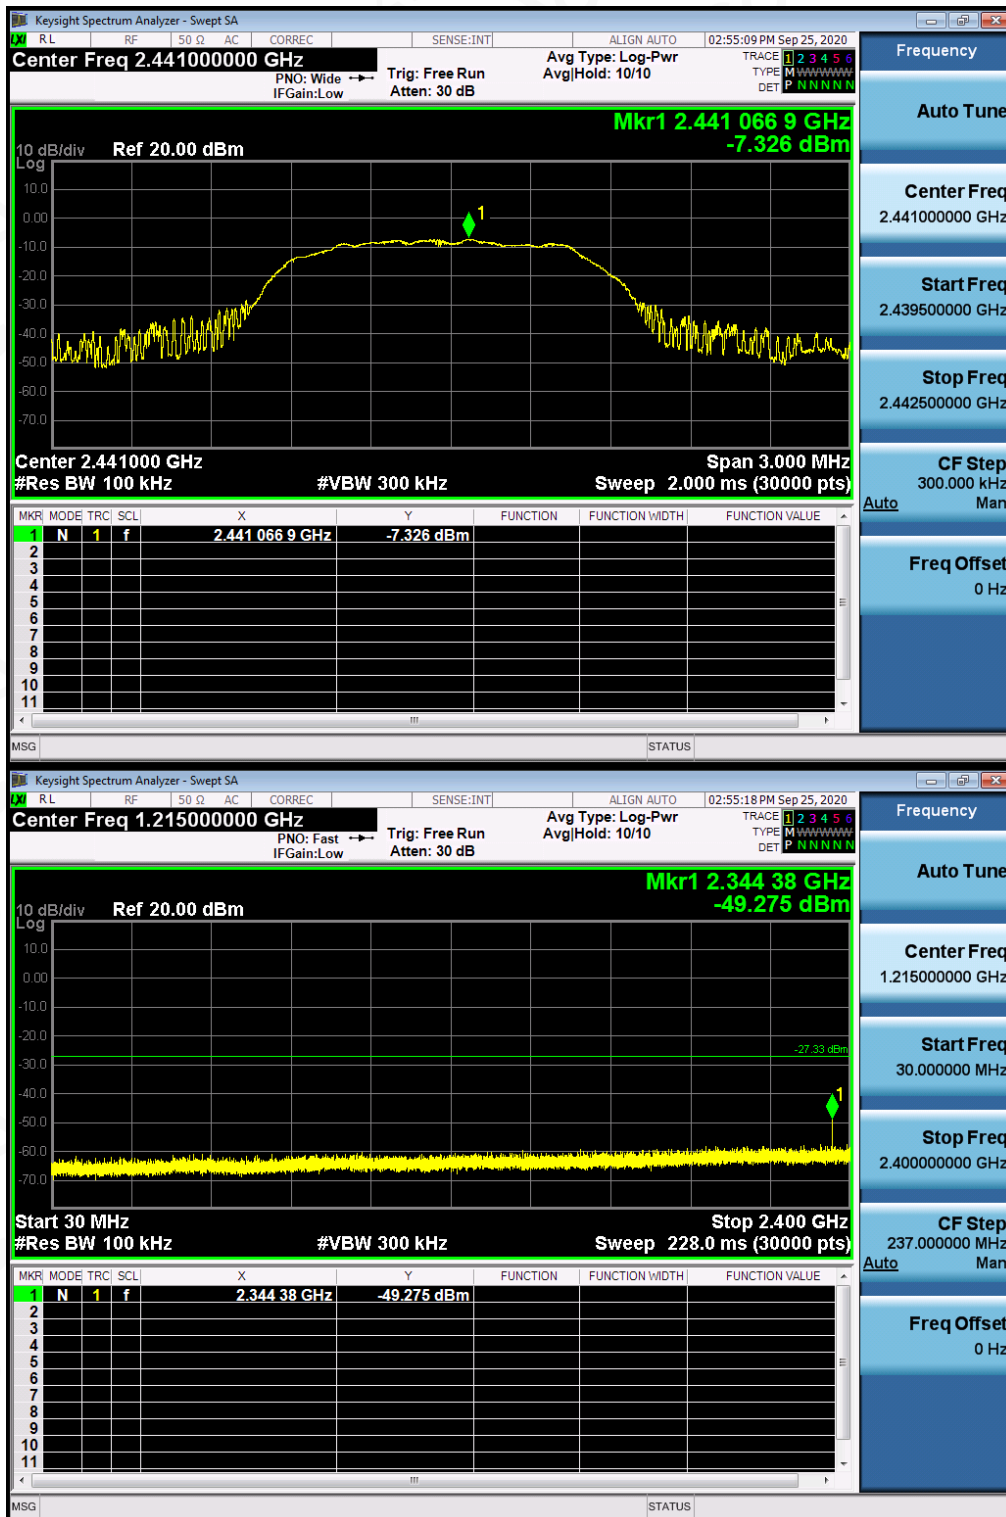 Keysight Spectrum Analyzer - Swept SA
LXI RL RF 50 Ω AC CORREC SENSE:INT ALIGN AUTO 02:55:09 PM Sep 25, 2020
Center Freq 2.441000000 GHz Avg Type: Log-Pwr TRACE 1 2 3 4 5 6
PNO: Wide Trig: Free Run Avg|Hold: 10/10 TYPE M WWWWW
IFGain:Low Atten: 30 dB DET P N N N N N
Mkr1 2.441 066 9 GHz
-7.326 dBm
10 dB/div Ref 20.00 dBm
Log
10.0
0.00
1
-10.0
-20.0
-30.0
-40.0
-50.0
-60.0
-70.0
Center 2.441000 GHz Span 3.000 MHz
#Res BW 100 kHz #VBW 300 kHz Sweep 2.000 ms (30000 pts)
MKR MODE TRC SCL X Y FUNCTION FUNCTION WIDTH FUNCTION VALUE
1 N 1 f 2.441 066 9 GHz -7.326 dBm
2
3
4
5
6
7
8
9
10
11
MSG STATUS
Frequency
Auto Tune
Center Freq
2.441000000 GHz
Start Freq
2.439500000 GHz
Stop Freq
2.442500000 GHz
CF Step
300.000 kHz
Auto Man
Freq Offset
0 Hz
Keysight Spectrum Analyzer - Swept SA
LXI RL RF 50 Ω AC CORREC SENSE:INT ALIGN AUTO 02:55:18 PM Sep 25, 2020
Center Freq 1.215000000 GHz Avg Type: Log-Pwr TRACE 1 2 3 4 5 6
PNO: Fast Trig: Free Run Avg|Hold: 10/10 TYPE M WWWWW
IFGain:Low Atten: 30 dB DET P N N N N N
Mkr1 2.344 38 GHz
-49.275 dBm
10 dB/div Ref 20.00 dBm
Log
10.0
0.00
-10.0
-20.0
-27.33 dBm
-30.0
-40.0
1
-50.0
-60.0
-70.0
Start 30 MHz Stop 2.400 GHz
#Res BW 100 kHz #VBW 300 kHz Sweep 228.0 ms (30000 pts)
MKR MODE TRC SCL X Y FUNCTION FUNCTION WIDTH FUNCTION VALUE
1 N 1 f 2.344 38 GHz -49.275 dBm
2
3
4
5
6
7
8
9
10
11
MSG STATUS
Frequency
Auto Tune
Center Freq
1.215000000 GHz
Start Freq
30.000000 MHz
Stop Freq
2.400000000 GHz
CF Step
237.000000 MHz
Auto Man
Freq Offset
0 Hz